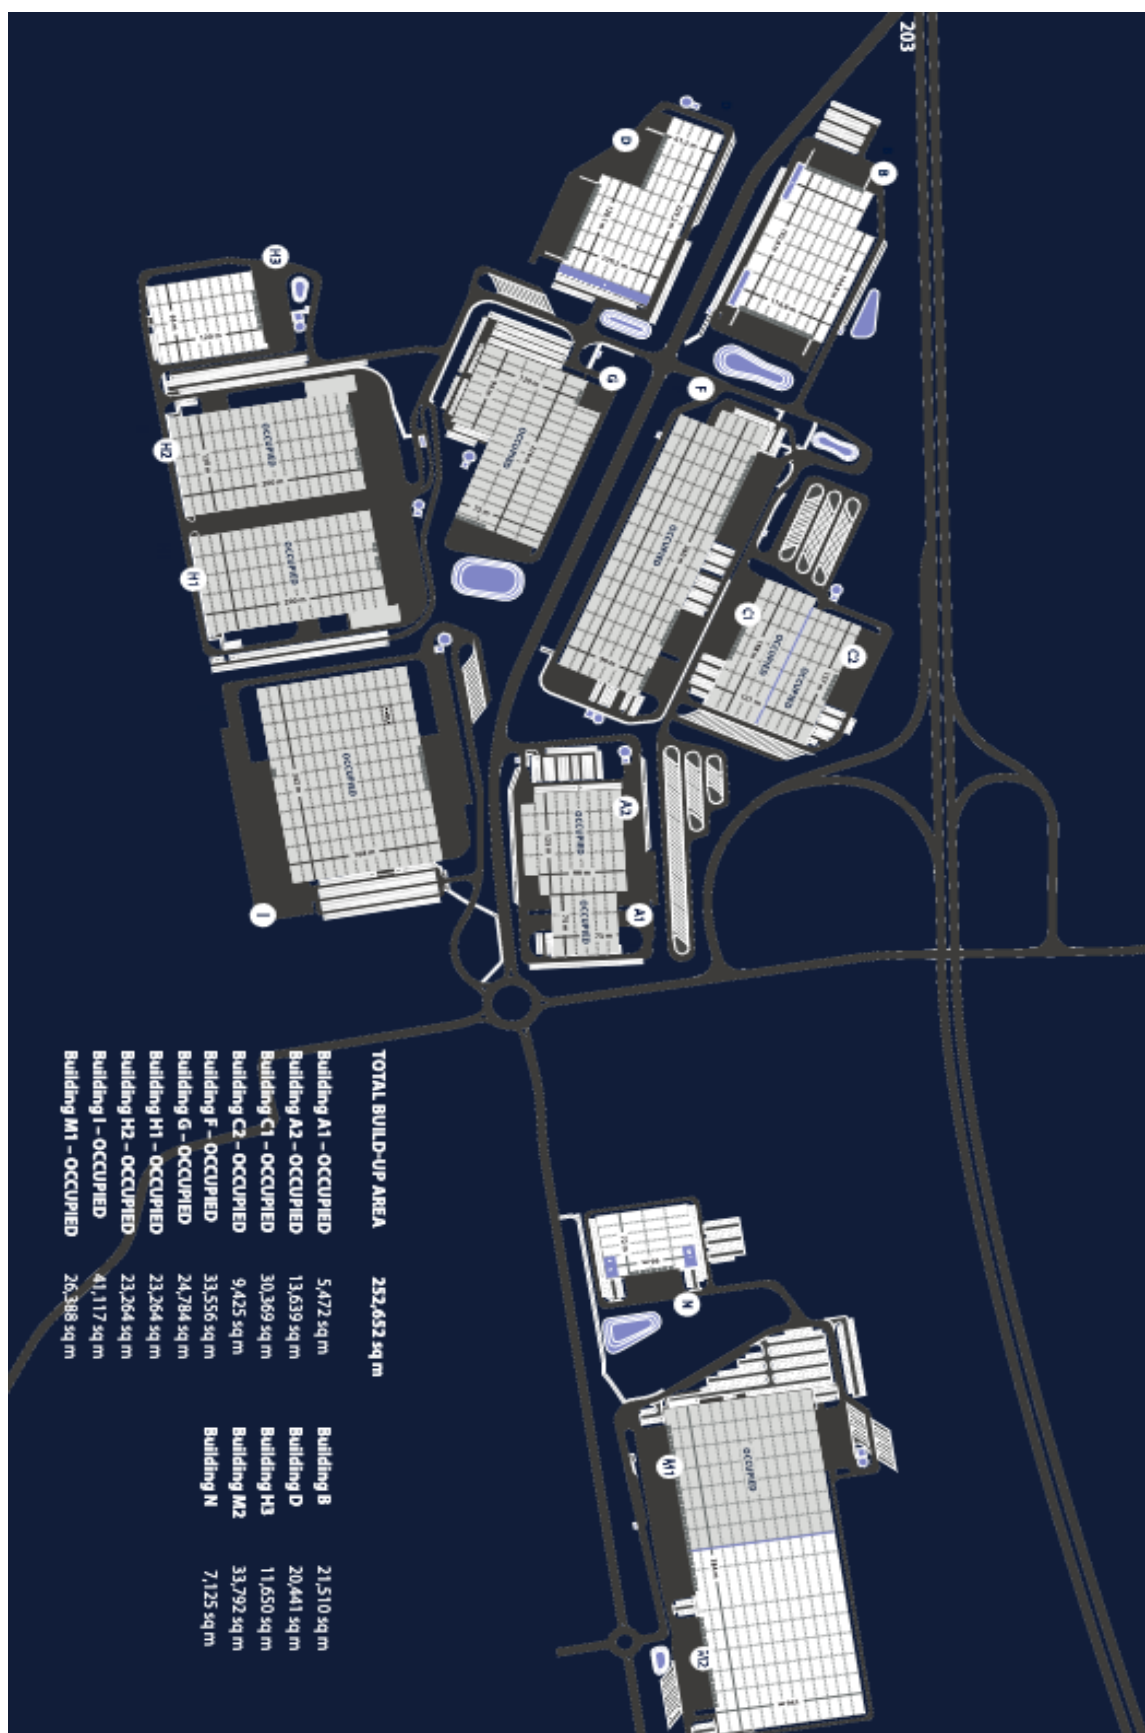 203
D
B
H3
G
F
H2
OCCUPIED
OCCUPIED
OCCUPIED
H1
OCCUPIED
C1
C2
OCCUPIED
OCCUPIED
OCCUPIED
I
A2
OCCUPIED
A1
OCCUPIED
N
M1
OCCUPIED
M2
TOTAL BUILD-UP AREA 252,652 sq m
Building A1 – OCCUPIED 5,472 sq m
Building A2 – OCCUPIED 13,639 sq m
Building C1 – OCCUPIED 30,369 sq m
Building C2 – OCCUPIED 9,425 sq m
Building F – OCCUPIED 33,556 sq m
Building G – OCCUPIED 24,784 sq m
Building H1 – OCCUPIED 23,264 sq m
Building H2 – OCCUPIED 23,264 sq m
Building I – OCCUPIED 41,117 sq m
Building M1 – OCCUPIED 26,388 sq m
Building B 21,510 sq m
Building D 20,441 sq m
Building H3 11,650 sq m
Building M2 33,792 sq m
Building N 7,125 sq m